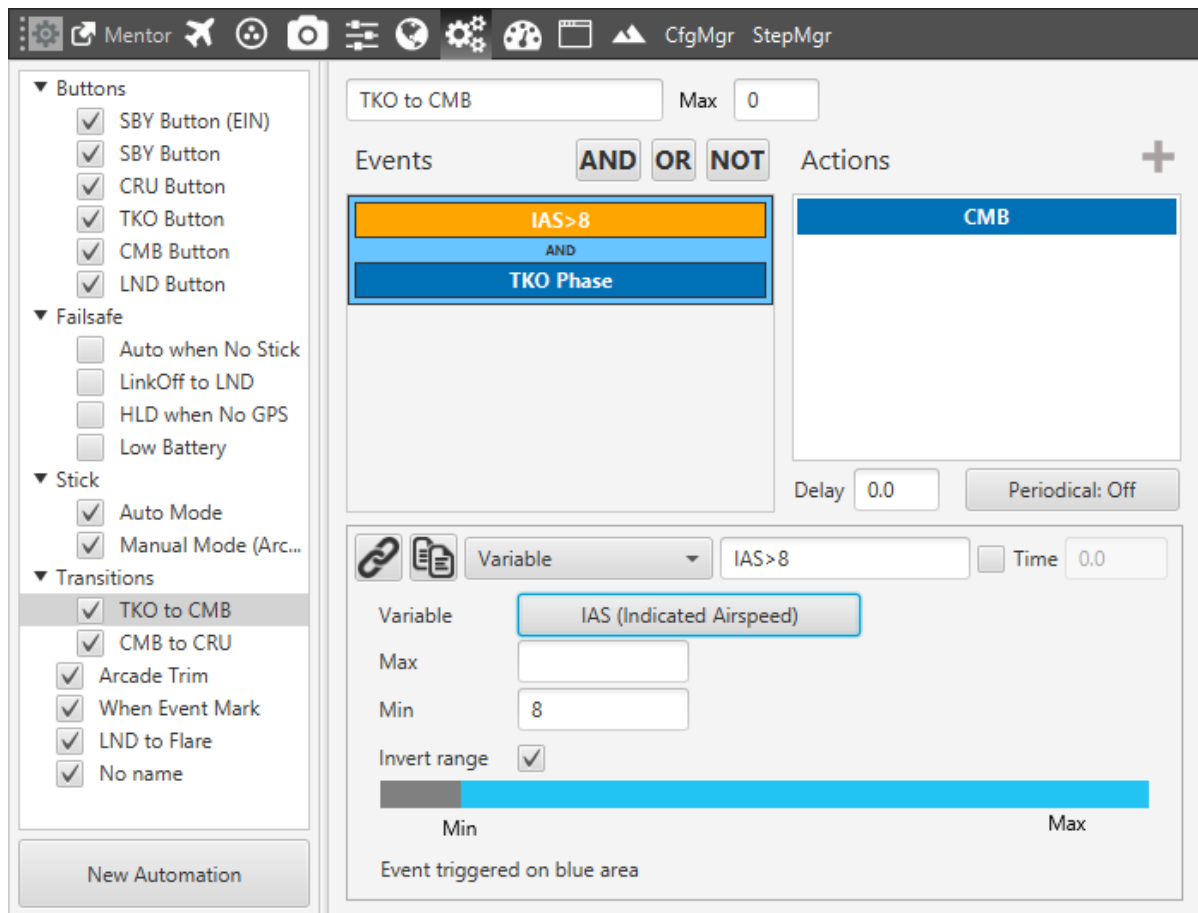 Mentor CfgMgr StepMgr
Buttons
SBY Button (EIN)
SBY Button
CRU Button
TKO Button
CMB Button
LND Button
Failsafe
Auto when No Stick
LinkOff to LND
HLD when No GPS
Low Battery
Stick
Auto Mode
Manual Mode (Arc...
Transitions
TKO to CMB
CMB to CRU
Arcade Trim
When Event Mark
LND to Flare
No name
New Automation
TKO to CMB Max 0
Events AND OR NOT Actions
IAS>8
AND
TKO Phase
CMB
Delay 0.0 Periodical: Off
Variable IAS>8 Time 0.0
Variable IAS (Indicated Airspeed)
Max
Min 8
Invert range
Min Max
Event triggered on blue area